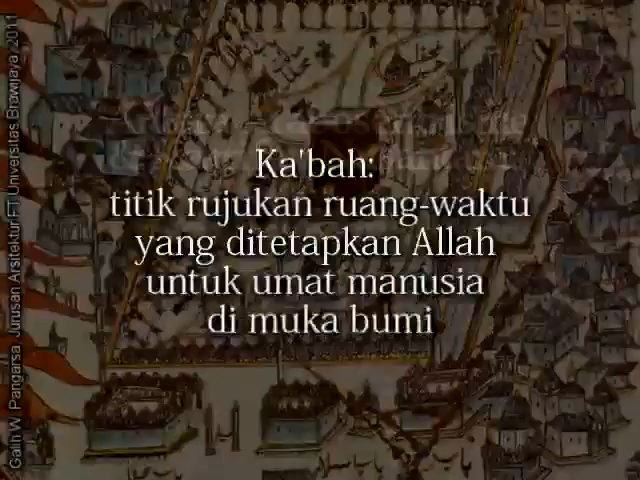 Ka'bah:
titik rujukan ruang-waktu
yang ditetapkan Allah
untuk umat manusia
di muka bumi
Galih W. Pangarsa Jurusan Arsitektur FT Universitas Brawijaya 2011